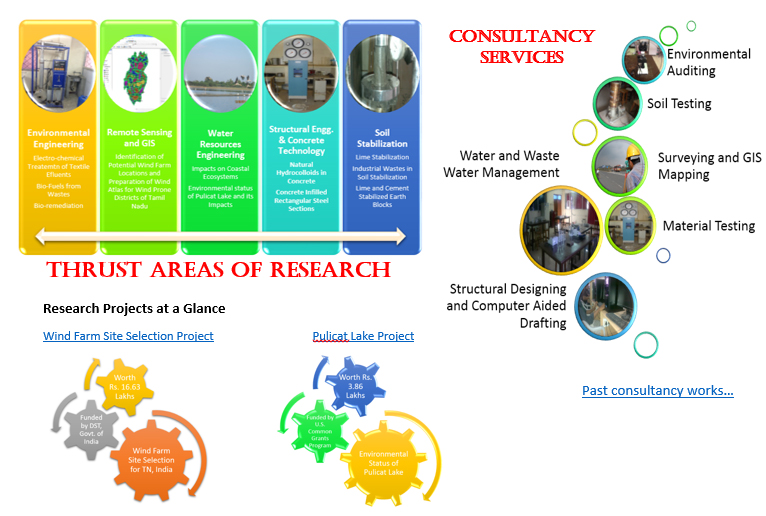 Environmental
Engineering
Electro-chemical
Treatemts of Textile
Effluents
Bio-Fuels from
Wastes
Bio-remediation
Remote Sensing
and GIS
Identification of
Potential Wind Farm
Locations and
Preparation of Wind
Atlas for Wind Prone
Districts of Tamil
Nadu
Water
Resources
Engineering
Impacts on Coastal
Ecosystems
Environmental status
of Pulicat Lake and its
Impacts
Structural Engg.
& Concrete
Technology
Natural
Hydrocolloids in
Concrete
Concrete Infilled
Rectangular Steel
Sections
Soil
Stabilization
Lime Stabilization
Industrial Wastes in
Soil Stabilization
Lime and Cement
Stabilized Earth
Blocks
THRUST AREAS OF RESEARCH
Research Projects at a Glance
Wind Farm Site Selection Project
Worth
Rs. 16.63
Lakhs
Funded
by DST,
Govt. of
India
Wind Farm
Site Selection
for TN, India
Pulicat Lake Project
Worth Rs.
3.86
Lakhs
Funded by
U.S.
Common
Grants
Program
Environmental
Status of
Pulicat Lake
CONSULTANCY
SERVICES
Environmental
Auditing
Soil Testing
Water and Waste
Water Management
Surveying and GIS
Mapping
Material Testing
Structural Designing
and Computer Aided
Drafting
Past consultancy works...